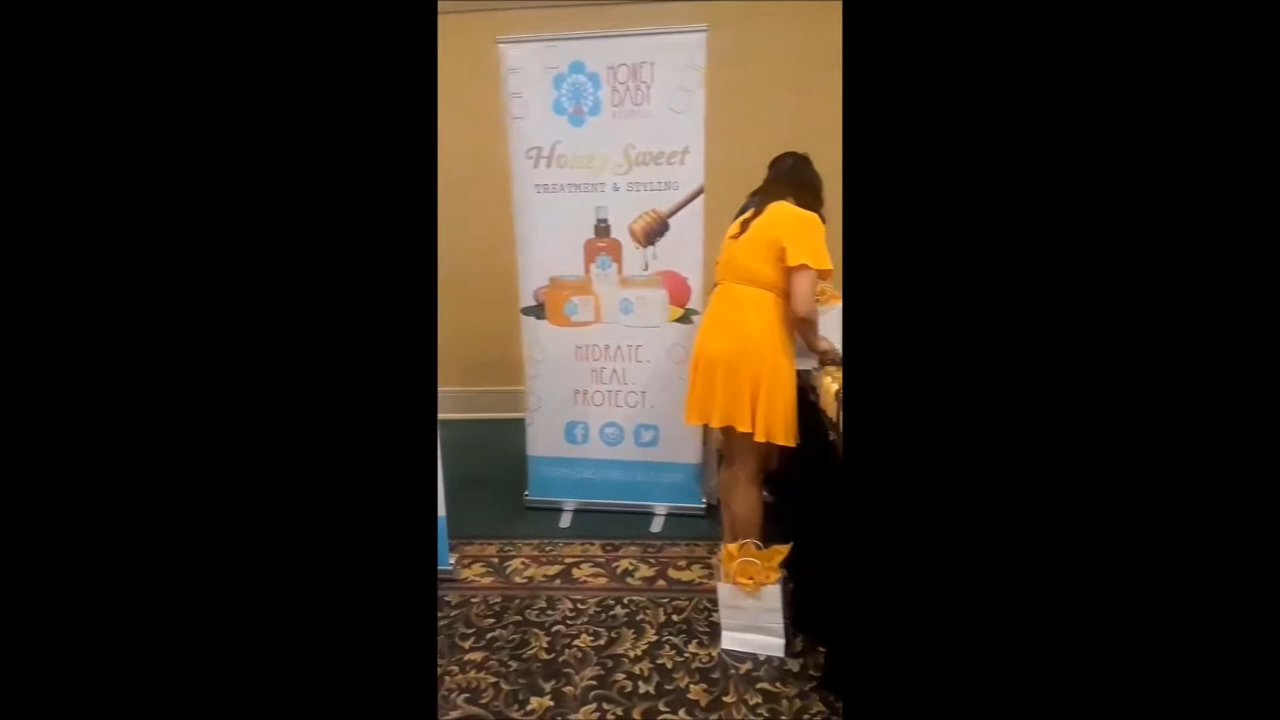 HONEY
BABY
Honey Sweet
TREATMENT & STYLING
HYDRATE.
HEAL.
PROTECT.